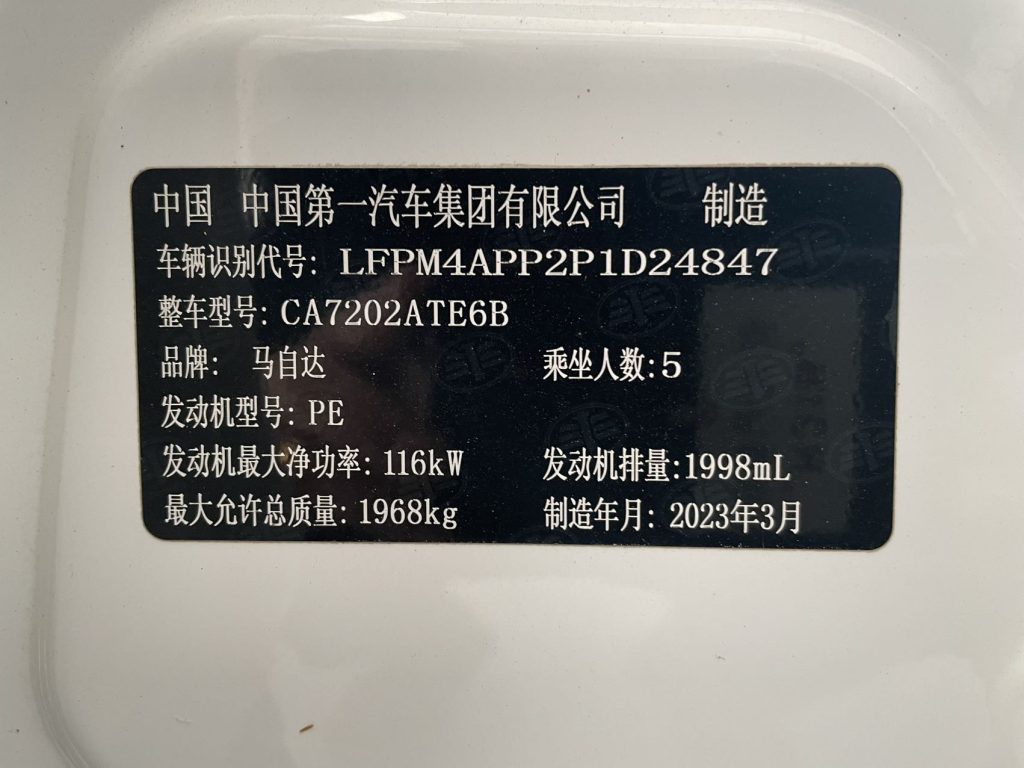 中国 中国第一汽车集团有限公司 制造
车辆识别代号: LFPM4APP2P1D24847
整车型号: CA7202ATE6B
品牌: 马自达 乘坐人数:5
发动机型号: PE
发动机最大净功率: 116kW 发动机排量:1998mL
最大允许总质量: 1968kg 制造年月: 2023年3月